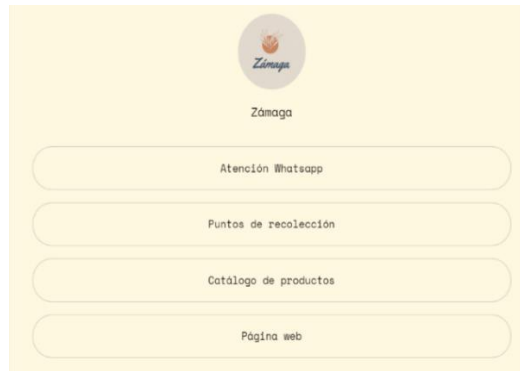 Zámaga
Zámaga
Atención Whatsapp
Puntos de recolección
Catálogo de productos
Página web